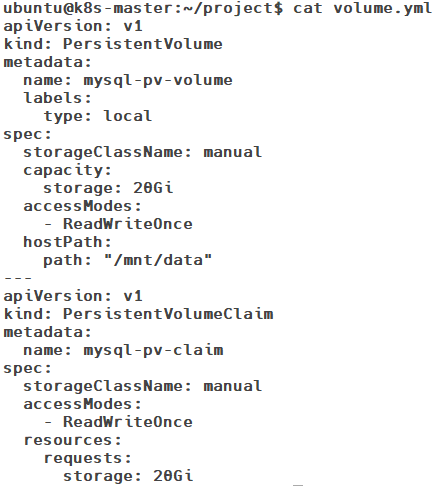 ubuntu@k8s-master:~/project$ cat volume.yml
apiVersion: v1
kind: PersistentVolume
metadata:
  name: mysql-pv-volume
  labels:
    type: local
spec:
  storageClassName: manual
  capacity:
    storage: 20Gi
  accessModes:
    - ReadWriteOnce
  hostPath:
    path: "/mnt/data"
---
apiVersion: v1
kind: PersistentVolumeClaim
metadata:
  name: mysql-pv-claim
spec:
  storageClassName: manual
  accessModes:
    - ReadWriteOnce
  resources:
    requests:
      storage: 20Gi